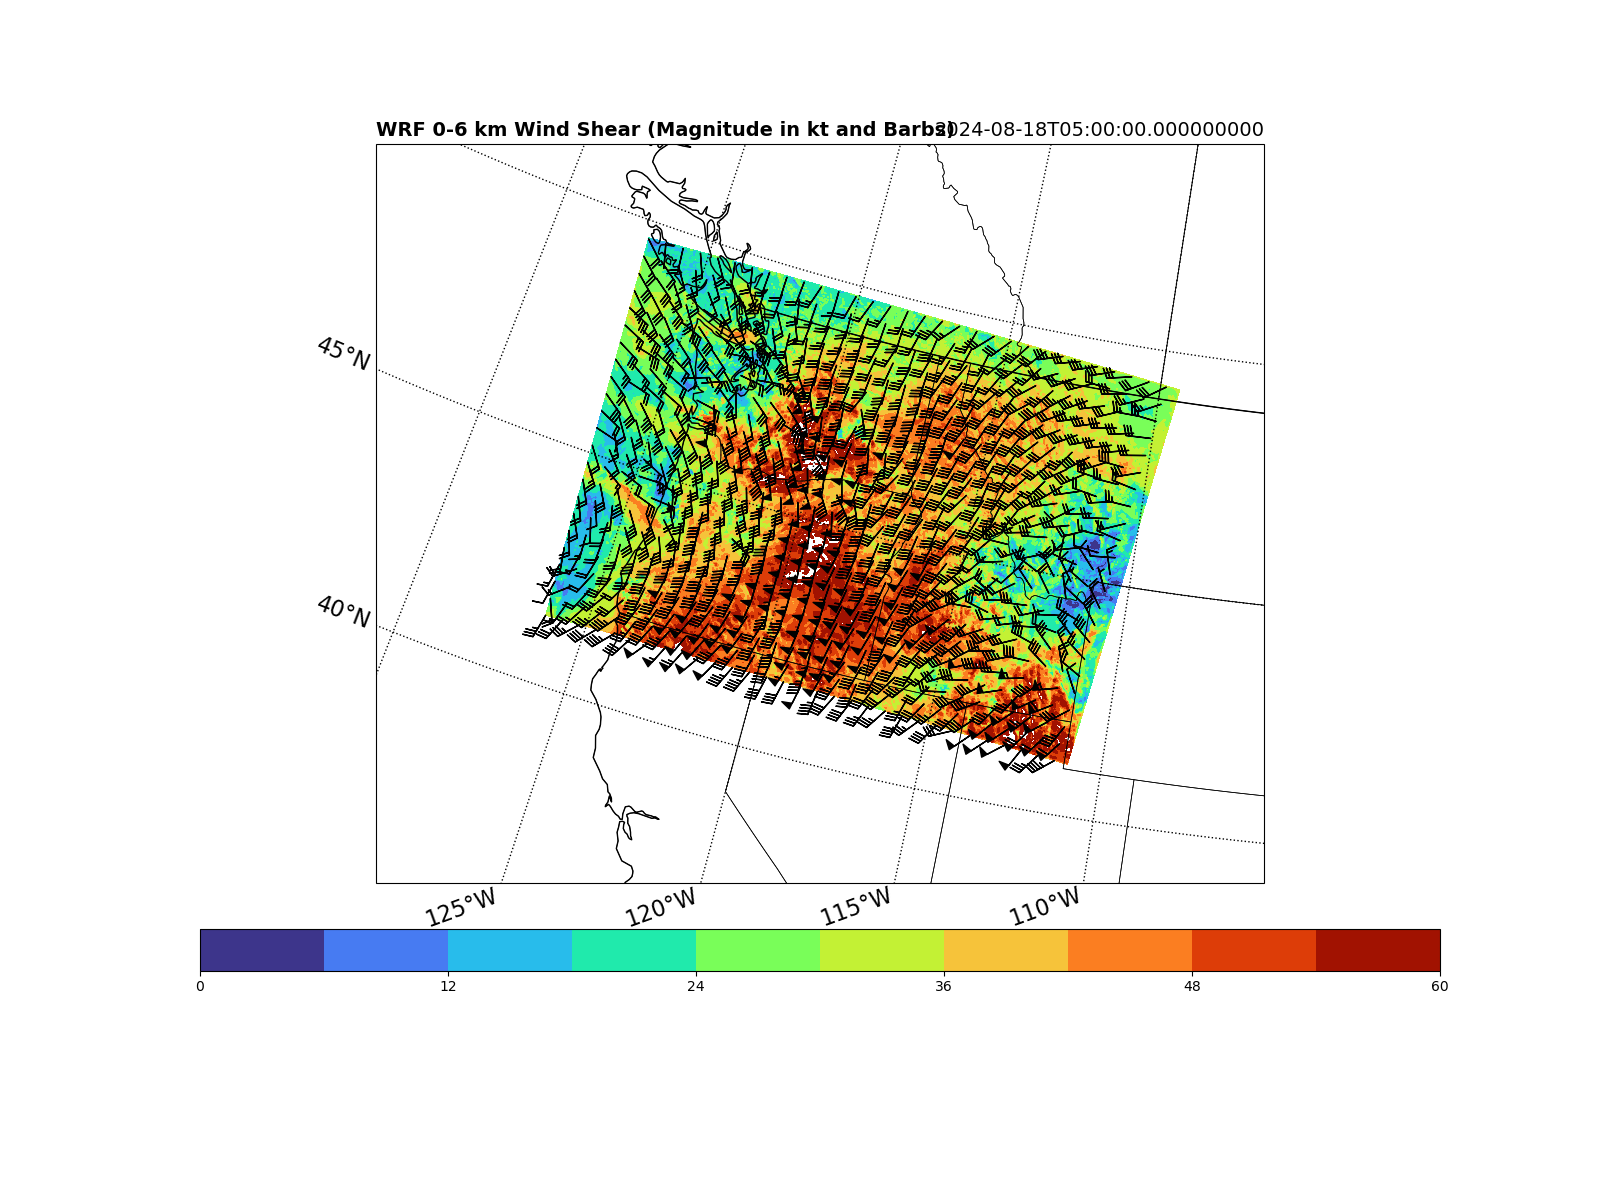 WRF 0-6 km Wind Shear (Magnitude in kt and Barbs) 2024-08-18T05:00:00.000000000
45°N
40°N
125°W 120°W 115°W 110°W
0 12 24 36 48 60